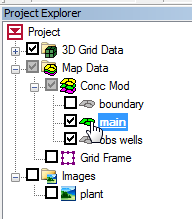 Project Explorer
Project
3D Grid Data
Map Data
Conc Mod
boundary
main
obs wells
Grid Frame
Images
plant